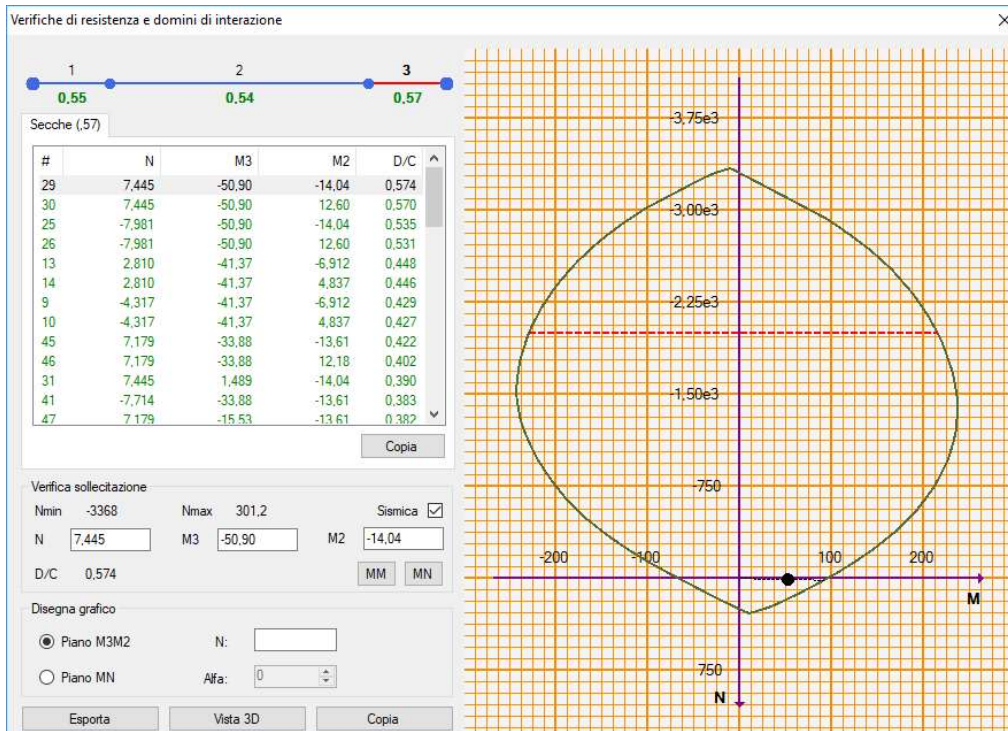 Verifiche di resistenza e domini di interazione
1 2 3
0,55 0,54 0,57
Secche (,57)
# N M3 M2 D/C
29 7,445 -50,90 -14,04 0,574
30 7,445 -50,90 12,60 0,570
25 -7,981 -50,90 -14,04 0,535
26 -7,981 -50,90 12,60 0,531
13 2,810 -41,37 -6,912 0,448
14 2,810 -41,37 4,837 0,446
9 -4,317 -41,37 -6,912 0,429
10 -4,317 -41,37 4,837 0,427
45 7,179 -33,88 -13,61 0,422
46 7,179 -33,88 12,18 0,402
31 7,445 1,489 -14,04 0,390
41 -7,714 -33,88 -13,61 0,383
47 7,179 -15,53 -13,61 0,382
Copia
Verifica sollecitazione
Nmin -3368 Nmax 301,2 Sismica
N 7,445 M3 -50,90 M2 -14,04
D/C 0,574 MM MN
Disegna grafico
Piano M3M2 N:
Piano MN Alfa: 0
Esporta Vista 3D Copia
-3,75e3
-3,00e3
-2,25e3
-1,50e3
-750
-200 -100 100 200
M
750
N